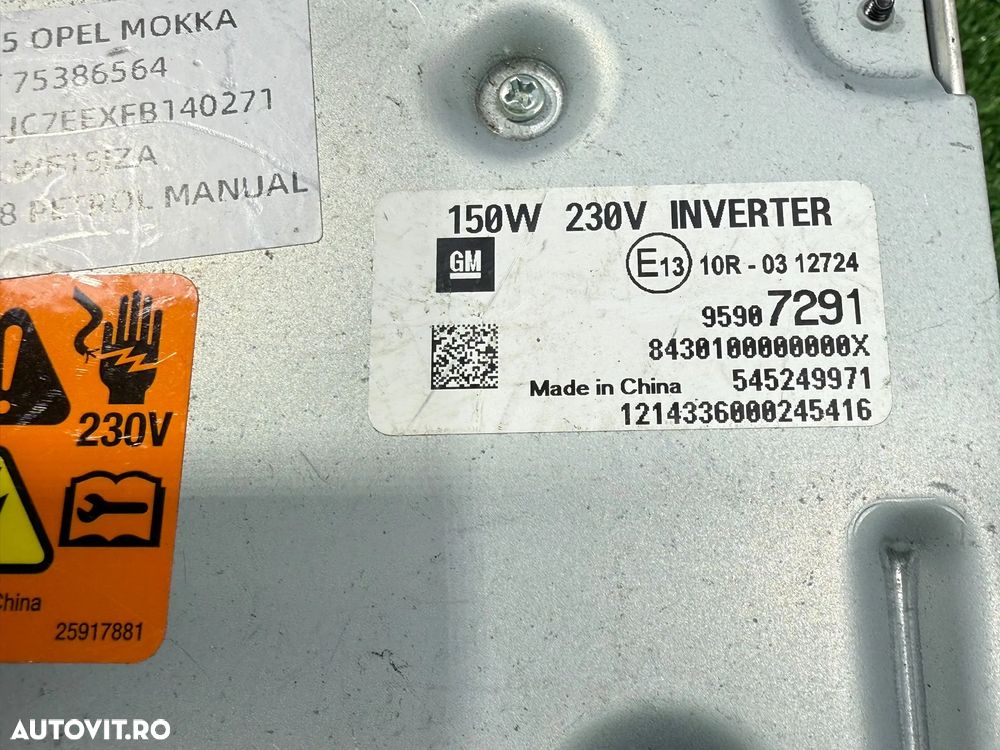 5 OPEL MOKKA
75386564
JC7EEXFB140271
8 PETROL MANUAL
150W 230V INVERTER
GM
E13 10R - 03 12724
95907291
8430100000000X
Made in China 545249971
1214336000245416
230V
China
25917881
AUTOVIT.RO